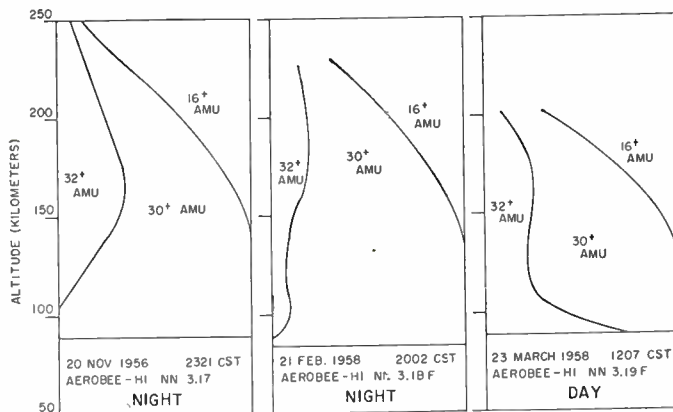 ALTITUDE (KILOMETERS)
250
200
150
100
50
32+
AMU
30+ AMU
16+
AMU
20 NOV 1956 2321 CST
AEROBEE-HI NN 3.17
NIGHT
32+
AMU
30+
AMU
16+
AMU
21 FEB. 1958 2002 CST
AEROBEE-HI NN 3.18 F
NIGHT
32+
AMU
30+
AMU
16+
AMU
23 MARCH 1958 1207 CST
AEROBEE-HI NN 3.19 F
DAY